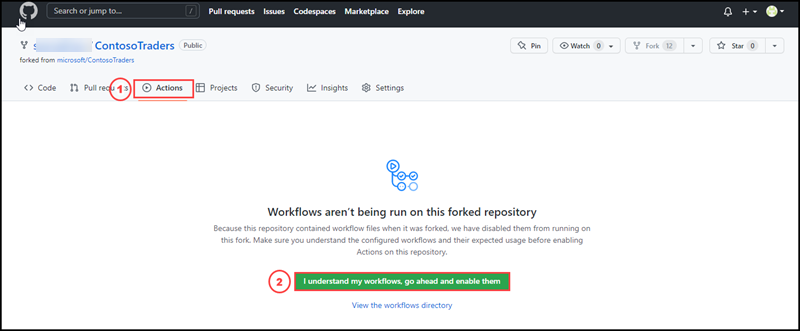 Search or jump to... / Pull requests Issues Codespaces Marketplace Explore
ContosoTraders Public Pin Watch 0 Fork 12 Star 0
forked from microsoft/ContosoTraders
Code Pull requ s 1 Actions Projects Security Insights Settings
Workflows aren't being run on this forked repository
Because this repository contained workflow files when it was forked, we have disabled them from running on
this fork. Make sure you understand the configured workflows and their expected usage before enabling
Actions on this repository.
2 I understand my workflows, go ahead and enable them
View the workflows directory